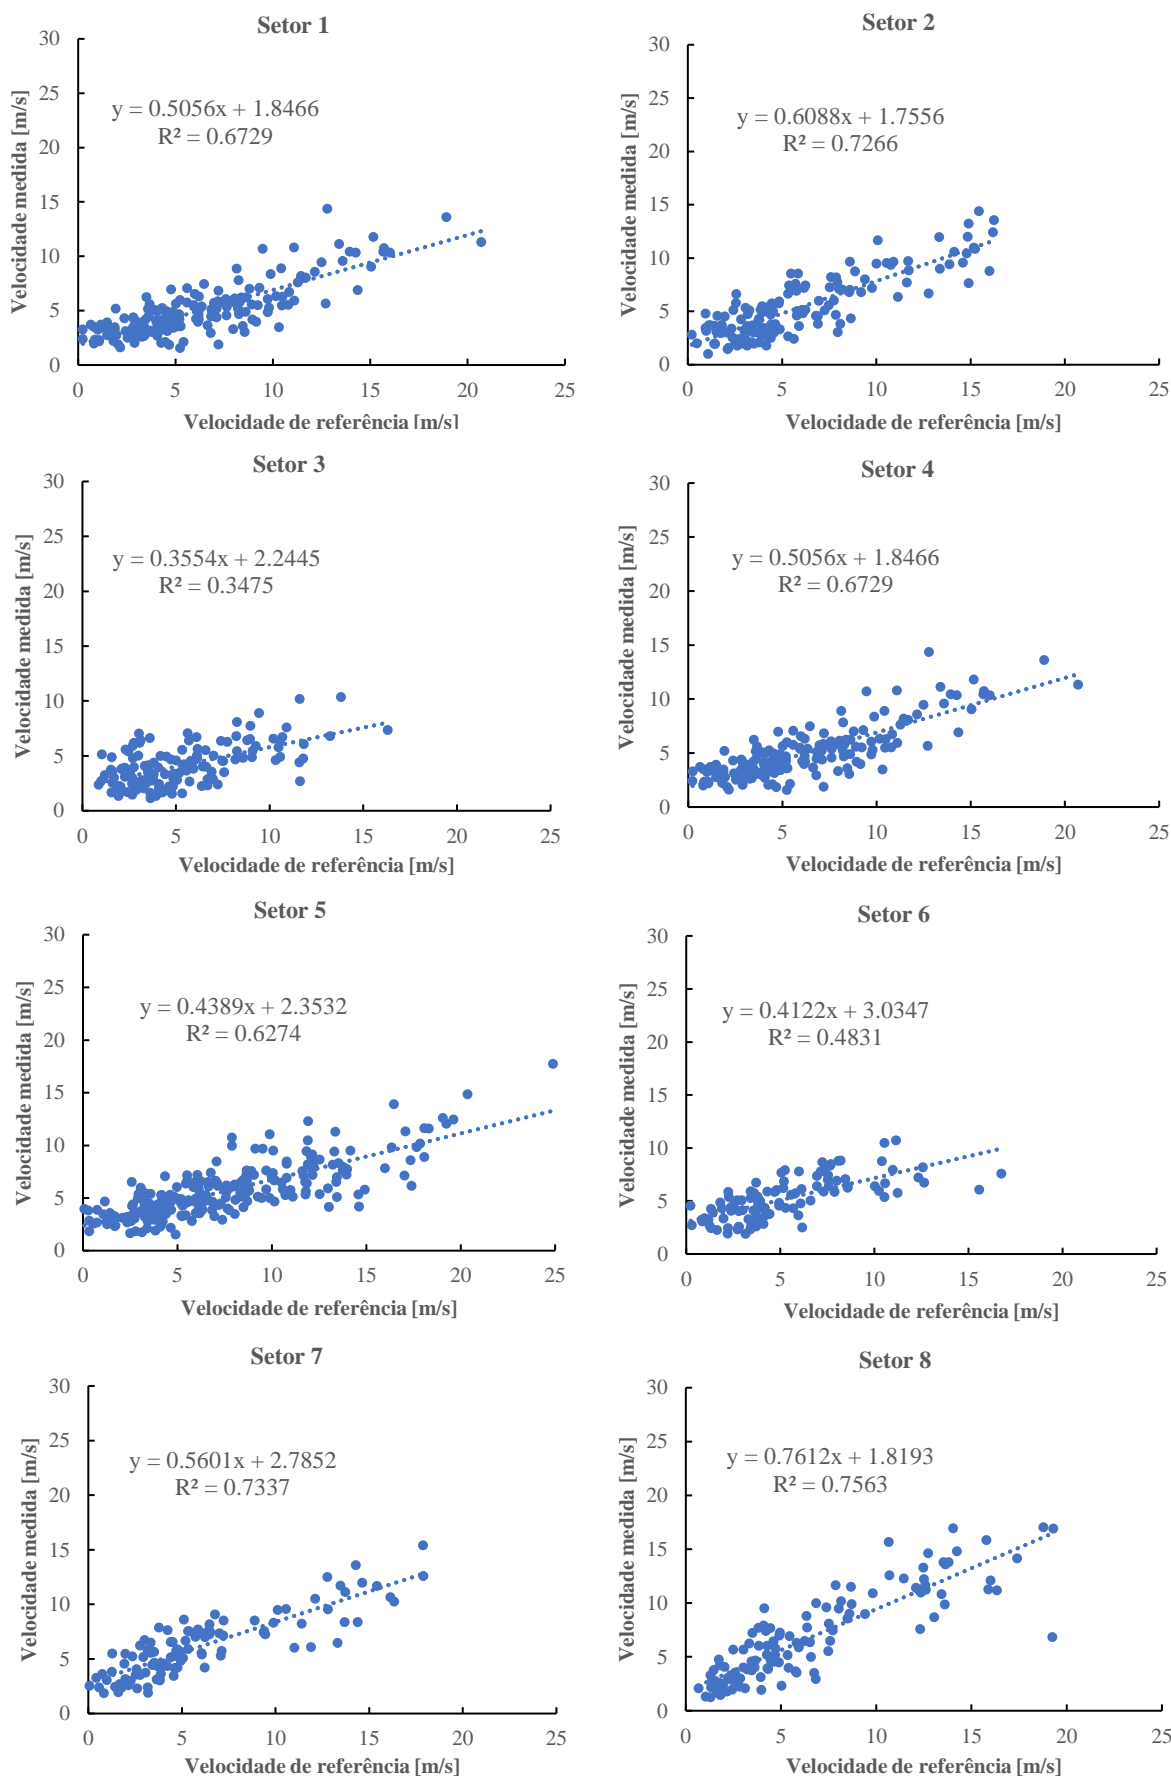 Setor 1
30
25
20
15
10
5
0
0 5 10 15 20 25
Velocidade medida [m/s]
y = 0.5056x + 1.8466
R² = 0.6729
Velocidade de referência [m/s]
Setor 2
30
25
20
15
10
5
0
0 5 10 15 20 25
Velocidade medida [m/s]
y = 0.6088x + 1.7556
R² = 0.7266
Velocidade de referência [m/s]
Setor 3
30
25
20
15
10
5
0
0 5 10 15 20 25
Velocidade medida [m/s]
y = 0.3554x + 2.2445
R² = 0.3475
Velocidade de referência [m/s]
Setor 4
30
25
20
15
10
5
0
0 5 10 15 20 25
Velocidade medida [m/s]
y = 0.5056x + 1.8466
R² = 0.6729
Velocidade de referência [m/s]
Setor 5
30
25
20
15
10
5
0
0 5 10 15 20 25
Velocidade medida [m/s]
y = 0.4389x + 2.3532
R² = 0.6274
Velocidade de referência [m/s]
Setor 6
30
25
20
15
10
5
0
0 5 10 15 20 25
Velocidade medida [m/s]
y = 0.4122x + 3.0347
R² = 0.4831
Velocidade de referência [m/s]
Setor 7
30
25
20
15
10
5
0
0 5 10 15 20 25
Velocidade medida [m/s]
y = 0.5601x + 2.7852
R² = 0.7337
Velocidade de referência [m/s]
Setor 8
30
25
20
15
10
5
0
0 5 10 15 20 25
Velocidade medida [m/s]
y = 0.7612x + 1.8193
R² = 0.7563
Velocidade de referência [m/s]